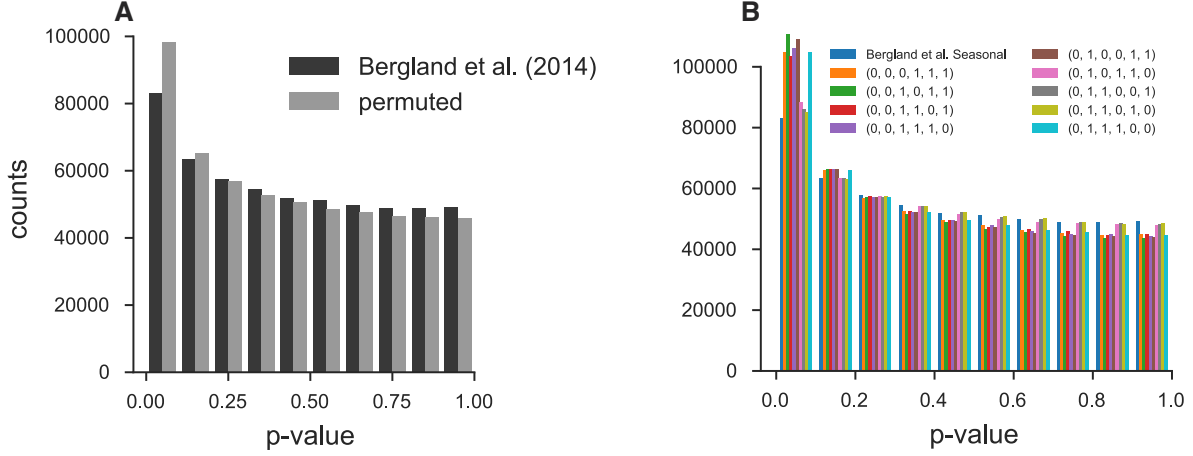 A
100000
80000
60000
40000
20000
0
counts
Bergland et al. (2014)
permuted
0.00
0.25
0.50
0.75
1.00
p-value
B
100000
80000
60000
40000
20000
0
Bergland et al. Seasonal
(0, 0, 0, 1, 1, 1)
(0, 0, 1, 0, 1, 1)
(0, 0, 1, 1, 0, 1)
(0, 0, 1, 1, 1, 0)
(0, 1, 0, 0, 1, 1)
(0, 1, 0, 1, 1, 0)
(0, 1, 1, 0, 0, 1)
(0, 1, 1, 0, 1, 0)
(0, 1, 1, 1, 0, 0)
0.0
0.2
0.4
0.6
0.8
1.0
p-value